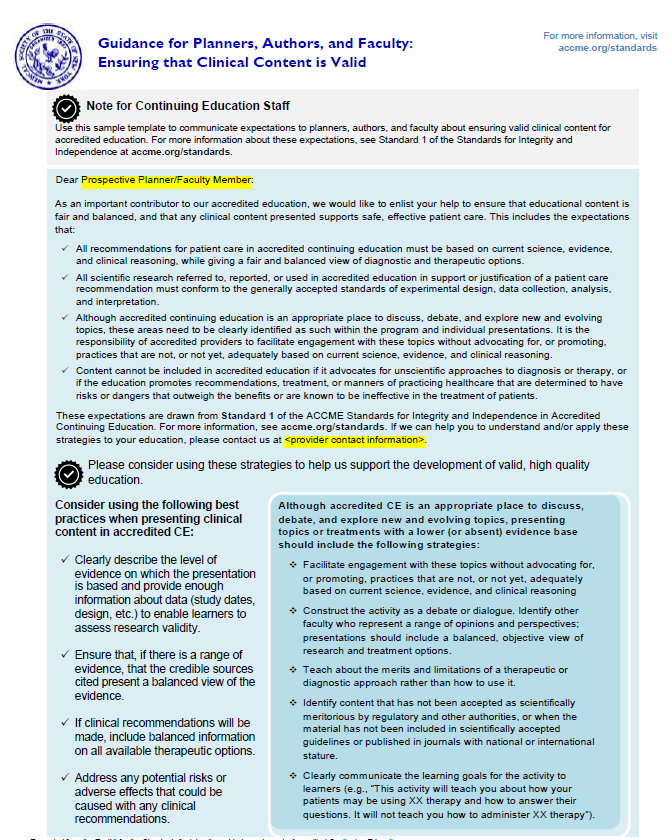 Guidance for Planners, Authors, and Faculty:
Ensuring that Clinical Content is Valid
For more information, visit
accme.org/standards
Note for Continuing Education Staff
Use this sample template to communicate expectations to planners, authors, and faculty about ensuring valid clinical content for
accredited education. For more information about these expectations, see Standard 1 of the Standards for Integrity and
Independence at accme.org/standards.
Dear Prospective Planner/Faculty Member:
As an important contributor to our accredited education, we would like to enlist your help to ensure that educational content is
fair and balanced, and that any clinical content presented supports safe, effective patient care. This includes the expectations
that:
✓ All recommendations for patient care in accredited continuing education must be based on current science, evidence,
and clinical reasoning, while giving a fair and balanced view of diagnostic and therapeutic options.
✓ All scientific research referred to, reported, or used in accredited education in support or justification of a patient care
recommendation must conform to the generally accepted standards of experimental design, data collection, analysis,
and interpretation.
✓ Although accredited continuing education is an appropriate place to discuss, debate, and explore new and evolving
topics, these areas need to be clearly identified as such within the program and individual presentations. It is the
responsibility of accredited providers to facilitate engagement with these topics without advocating for, or promoting,
practices that are not, or not yet, adequately based on current science, evidence, and clinical reasoning.
✓ Content cannot be included in accredited education if it advocates for unscientific approaches to diagnosis or therapy, or
if the education promotes recommendations, treatment, or manners of practicing healthcare that are determined to have
risks or dangers that outweigh the benefits or are known to be ineffective in the treatment of patients.
These expectations are drawn from Standard 1 of the ACCME Standards for Integrity and Independence in Accredited
Continuing Education. For more information, see accme.org/standards. If we can help you to understand and/or apply these
strategies to your education, please contact us at <provider contact information>.
Please consider using these strategies to help us support the development of valid, high quality
education.
Consider using the following best
practices when presenting clinical
content in accredited CE:
✓ Clearly describe the level of
evidence on which the presentation
is based and provide enough
information about data (study dates,
design, etc.) to enable learners to
assess research validity.
✓ Ensure that, if there is a range of
evidence, that the credible sources
cited present a balanced view of the
evidence.
✓ If clinical recommendations will be
made, include balanced information
on all available therapeutic options.
✓ Address any potential risks or
adverse effects that could be
caused with any clinical
recommendations.
Although accredited CE is an appropriate place to discuss,
debate, and explore new and evolving topics, presenting
topics or treatments with a lower (or absent) evidence base
should include the following strategies:
❖ Facilitate engagement with these topics without advocating for,
or promoting, practices that are not, or not yet, adequately
based on current science, evidence, and clinical reasoning
❖ Construct the activity as a debate or dialogue. Identify other
faculty who represent a range of opinions and perspectives;
presentations should include a balanced, objective view of
research and treatment options.
❖ Teach about the merits and limitations of a therapeutic or
diagnostic approach rather than how to use it.
❖ Identify content that has not been accepted as scientifically
meritorious by regulatory and other authorities, or when the
material has not been included in scientifically accepted
guidelines or published in journals with national or international
stature.
❖ Clearly communicate the learning goals for the activity to
learners (e.g., “This activity will teach you about how your
patients may be using XX therapy and how to answer their
questions. It will not teach you how to administer XX therapy”).